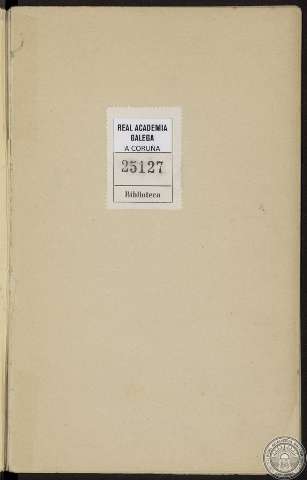 REAL ACADEMIA
GALEGA
A CORUÑA
25127
Biblioteca